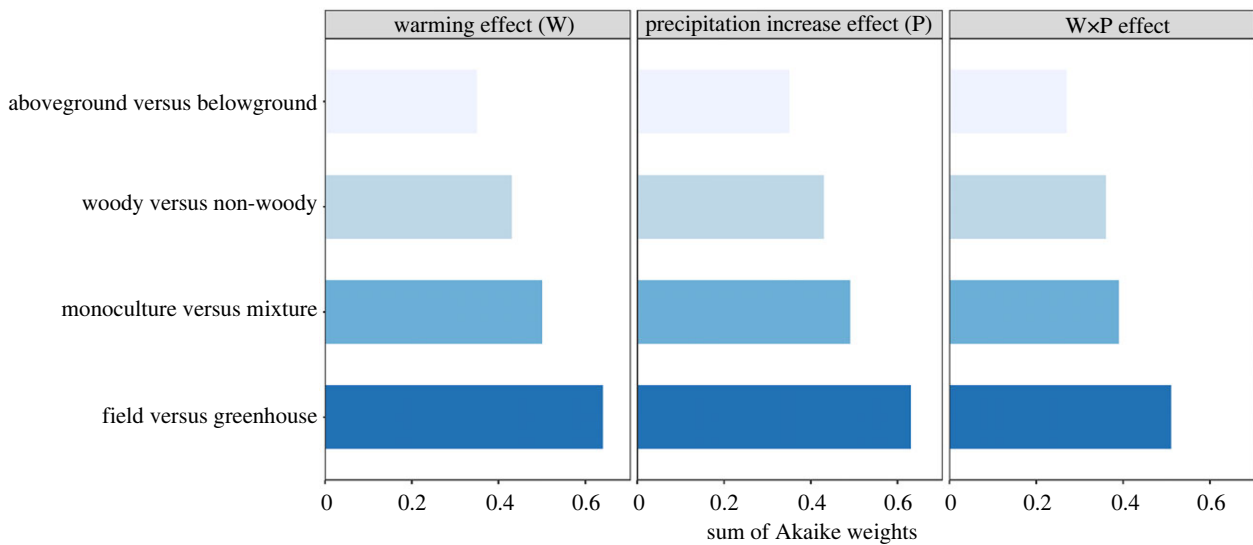 warming effect (W)
precipitation increase effect (P)
W×P effect
aboveground versus belowground
woody versus non-woody
monoculture versus mixture
field versus greenhouse
0 0.2 0.4 0.6 0 0.2 0.4 0.6 0 0.2 0.4 0.6
sum of Akaike weights